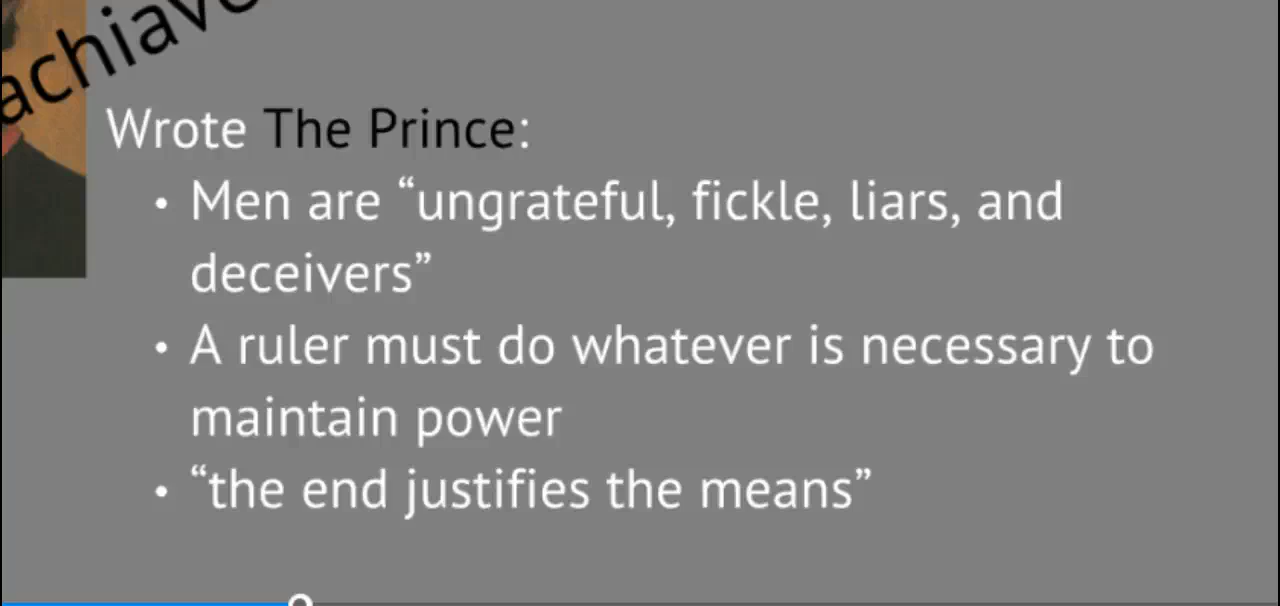 achiav
Wrote The Prince:
• Men are “ungrateful, fickle, liars, and
deceivers”
• A ruler must do whatever is necessary to
maintain power
• “the end justifies the means”